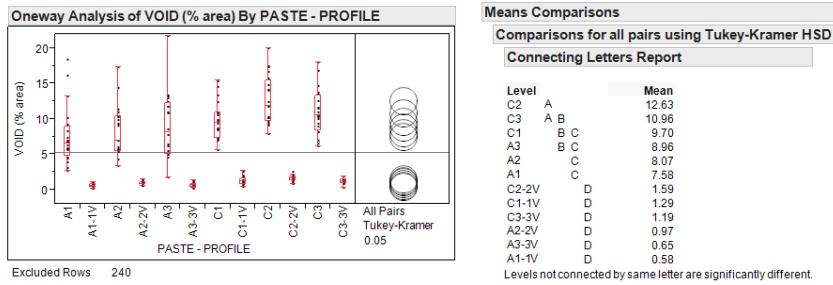 Oneway Analysis of VOID (% area) By PASTE - PROFILE
VOID (% area)
20
15
10
5
0
A1
A1-1V
A2
A2-2V
A3
A3-3V
C1
C1-1V
C2
C2-2V
C3
C3-3V
PASTE - PROFILE
All Pairs
Tukey-Kramer
0.05
Excluded Rows 240
Means Comparisons
Comparisons for all pairs using Tukey-Kramer HSD
Connecting Letters Report
Level Mean
C2 A 12.63
C3 A B 10.96
C1 B C 9.70
A3 B C 8.96
A2 C 8.07
A1 C 7.58
C2-2V D 1.59
C1-1V D 1.29
C3-3V D 1.19
A2-2V D 0.97
A3-3V D 0.65
A1-1V D 0.58
Levels not connected by same letter are significantly different.